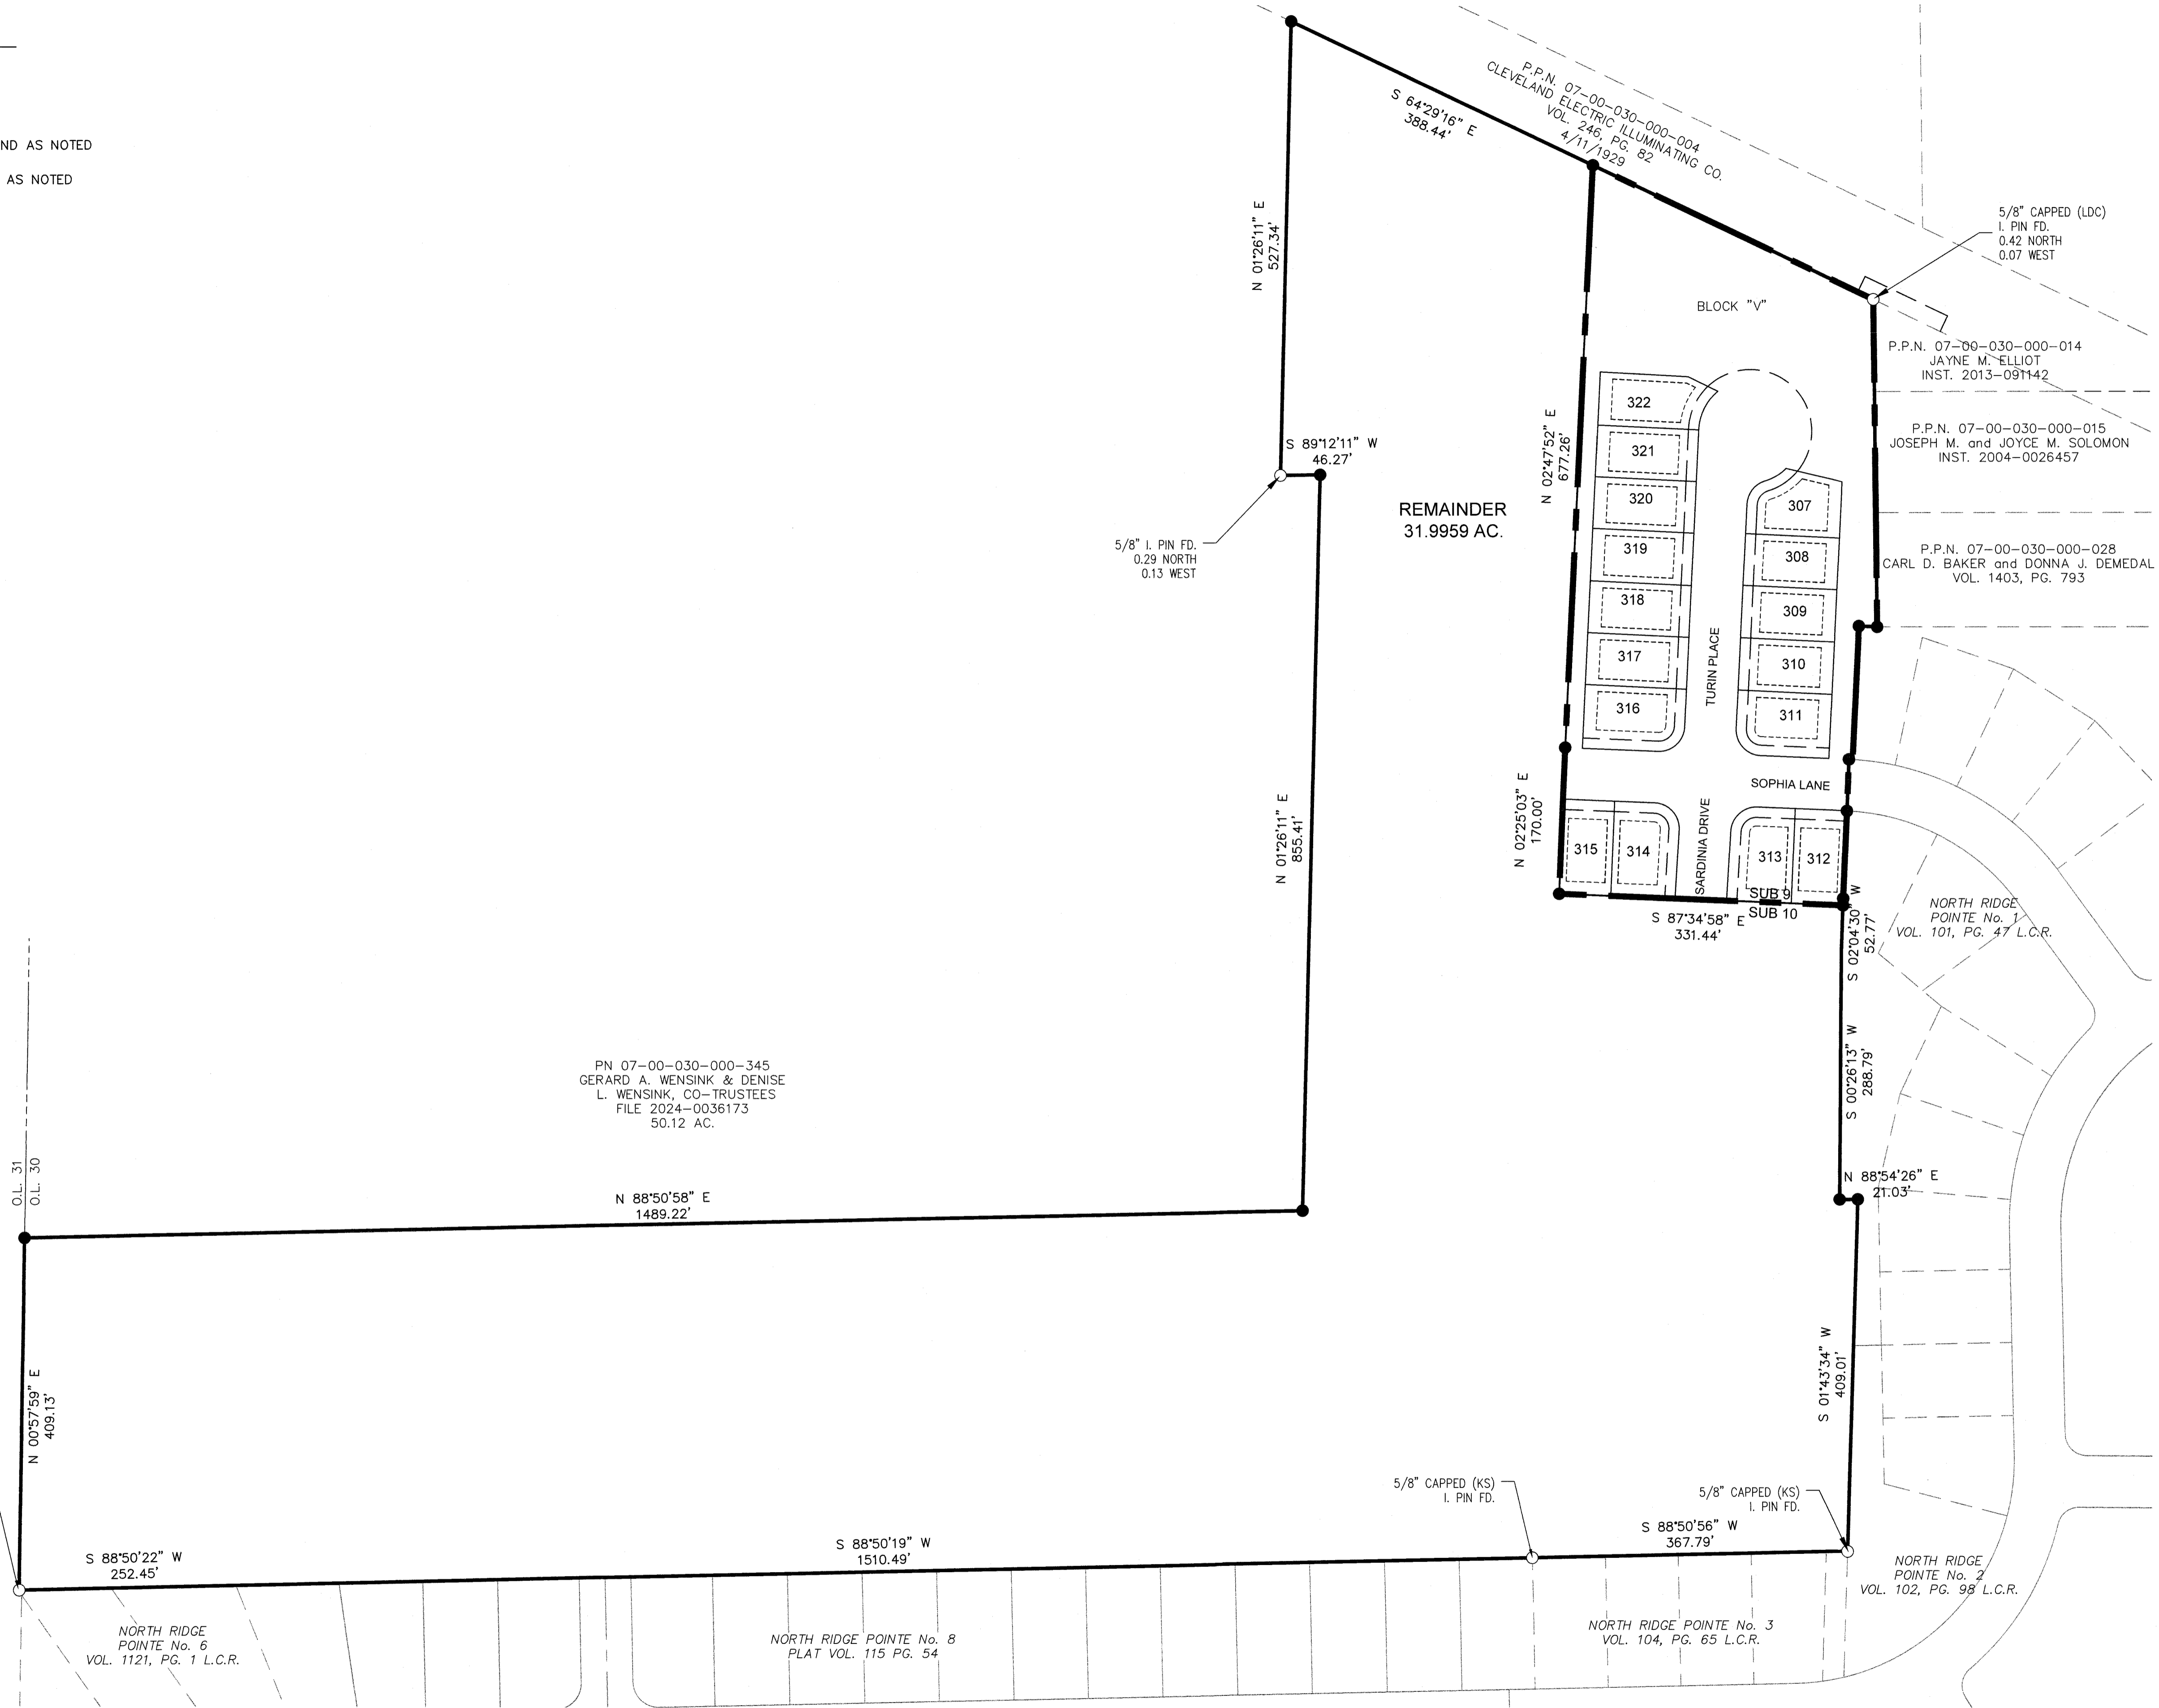 ND AS NOTED
AS NOTED
P.P.N. 07-00-030-000-004
CLEVELAND ELECTRIC ILLUMINATING CO.
VOL. 246, PG. 82
4/11/1929
S 64°29'16" E
388.44'
5/8" CAPPED (LDC)
I. PIN FD.
0.42 NORTH
0.07 WEST
N 01°26'11" E
527.34'
BLOCK "V"
P.P.N. 07-00-030-000-014
JAYNE M. ELLIOT
INST. 2013-091142
P.P.N. 07-00-030-000-015
JOSEPH M. and JOYCE M. SOLOMON
INST. 2004-0026457
P.P.N. 07-00-030-000-028
CARL D. BAKER and DONNA J. DEMEDAL
VOL. 1403, PG. 793
S 89°12'11" W
46.27'
5/8" I. PIN FD.
0.29 NORTH
0.13 WEST
REMAINDER
31.9959 AC.
N 02°47'52" E
677.26'
322
321
320
319
318
317
316
307
308
309
310
311
TURIN PLACE
SOPHIA LANE
SARDINIA DRIVE
315
314
313
312
N 02°25'03" E
170.00'
N 01°26'11" E
855.41'
SUB 9
SUB 10
S 87°34'58" E
331.44'
S 02°04'30" W
52.77'
NORTH RIDGE
POINTE No. 1
VOL. 101, PG. 47 L.C.R.
S 00°26'13" W
288.79'
N 88°54'26" E
21.03'
PN 07-00-030-000-345
GERARD A. WENSINK & DENISE
L. WENSINK, CO-TRUSTEES
FILE 2024-0036173
50.12 AC.
O.L. 31
O.L. 30
N 88°50'58" E
1489.22'
N 00°57'59" E
409.13'
S 01°43'34" W
409.01'
5/8" CAPPED (KS)
I. PIN FD.
5/8" CAPPED (KS)
I. PIN FD.
S 88°50'22" W
252.45'
S 88°50'19" W
1510.49'
S 88°50'56" W
367.79'
NORTH RIDGE
POINTE No. 2
VOL. 102, PG. 98 L.C.R.
NORTH RIDGE
POINTE No. 6
VOL. 1121, PG. 1 L.C.R.
NORTH RIDGE POINTE No. 8
PLAT VOL. 115 PG. 54
NORTH RIDGE POINTE No. 3
VOL. 104, PG. 65 L.C.R.